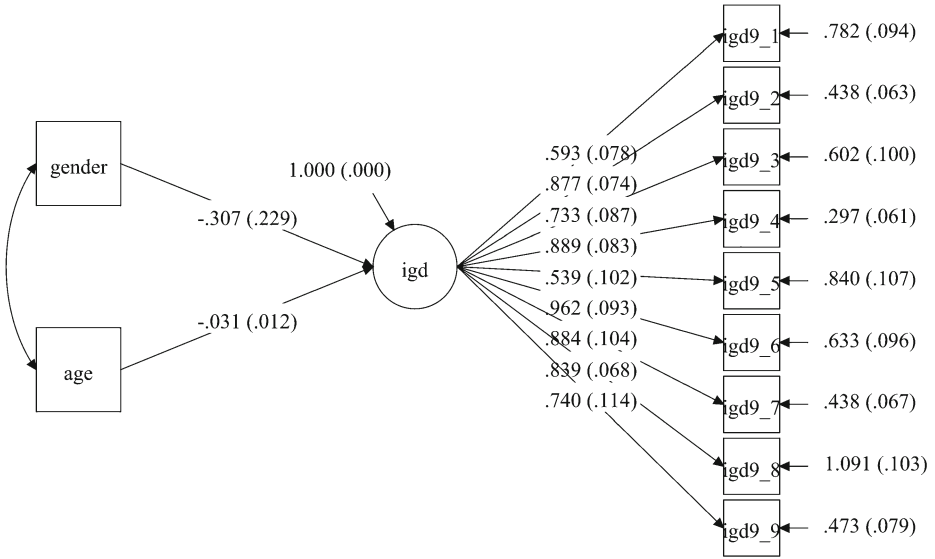 gender
age
-.307 (.229)
-.031 (.012)
1.000 (.000)
igd
.593 (.078)
.877 (.074)
.733 (.087)
.889 (.083)
.539 (.102)
.962 (.093)
.884 (.104)
.839 (.068)
.740 (.114)
igd9_1 .782 (.094)
igd9_2 .438 (.063)
igd9_3 .602 (.100)
igd9_4 .297 (.061)
igd9_5 .840 (.107)
igd9_6 .633 (.096)
igd9_7 .438 (.067)
igd9_8 1.091 (.103)
igd9_9 .473 (.079)